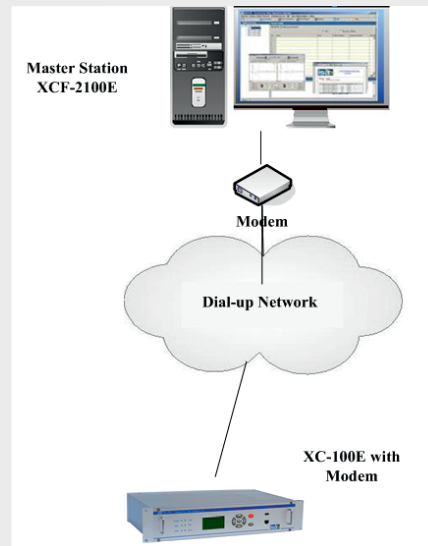 Master Station
XCF-2100E
Modem
Dial-up Network
XC-100E with
Modem